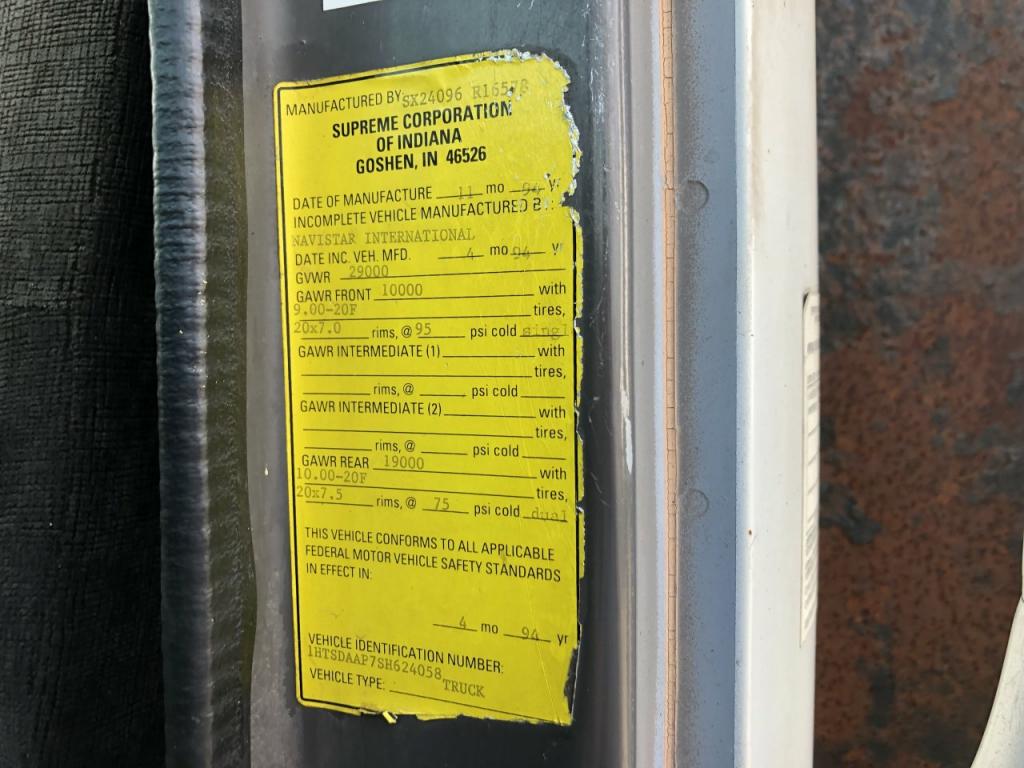 MANUFACTURED BY SX24096 R16578
SUPREME CORPORATION
OF INDIANA
GOSHEN, IN 46526
DATE OF MANUFACTURE 11 mo 94 yr
INCOMPLETE VEHICLE MANUFACTURED B :
NAVISTAR INTERNATIONAL
DATE INC. VEH. MFD. 4 mo 94 yr
GVWR 29000
GAWR FRONT 10000 with
9.00-20F tires,
20x7.0 rims, @ 95 psi cold singl
GAWR INTERMEDIATE (1) with
tires,
rims, @ psi cold
GAWR INTERMEDIATE (2) with
tires,
rims, @ psi cold
GAWR REAR 19000 with
10.00-20F tires,
20x7.5 rims, @ 75 psi cold dual
THIS VEHICLE CONFORMS TO ALL APPLICABLE
FEDERAL MOTOR VEHICLE SAFETY STANDARDS
IN EFFECT IN:
4 mo 94 yr
VEHICLE IDENTIFICATION NUMBER:
1HTSDAAP7SH624058
VEHICLE TYPE: TRUCK